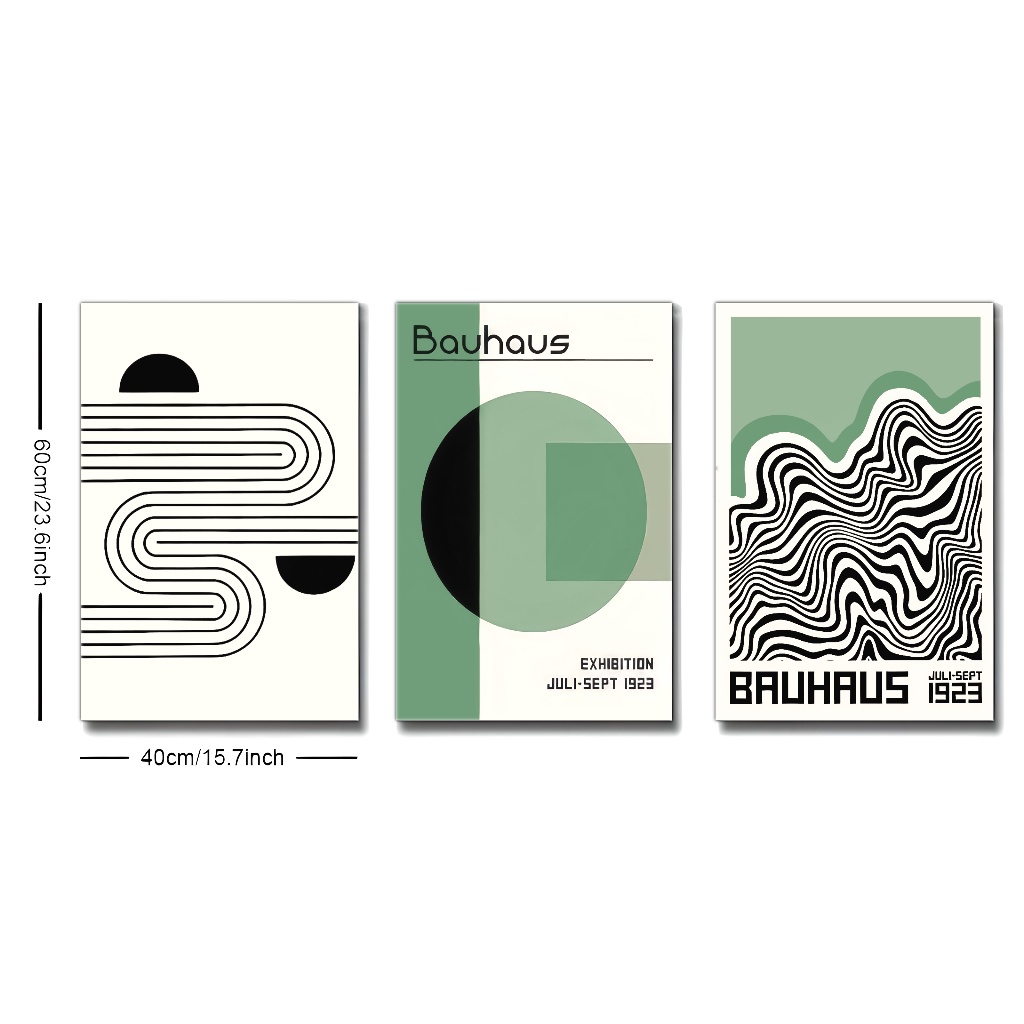 60cm/23.6inch
40cm/15.7inch
Bauhaus
EXHIBITION
JULI-SEPT 1923
BAUHAUS
JULI-SEPT
1923